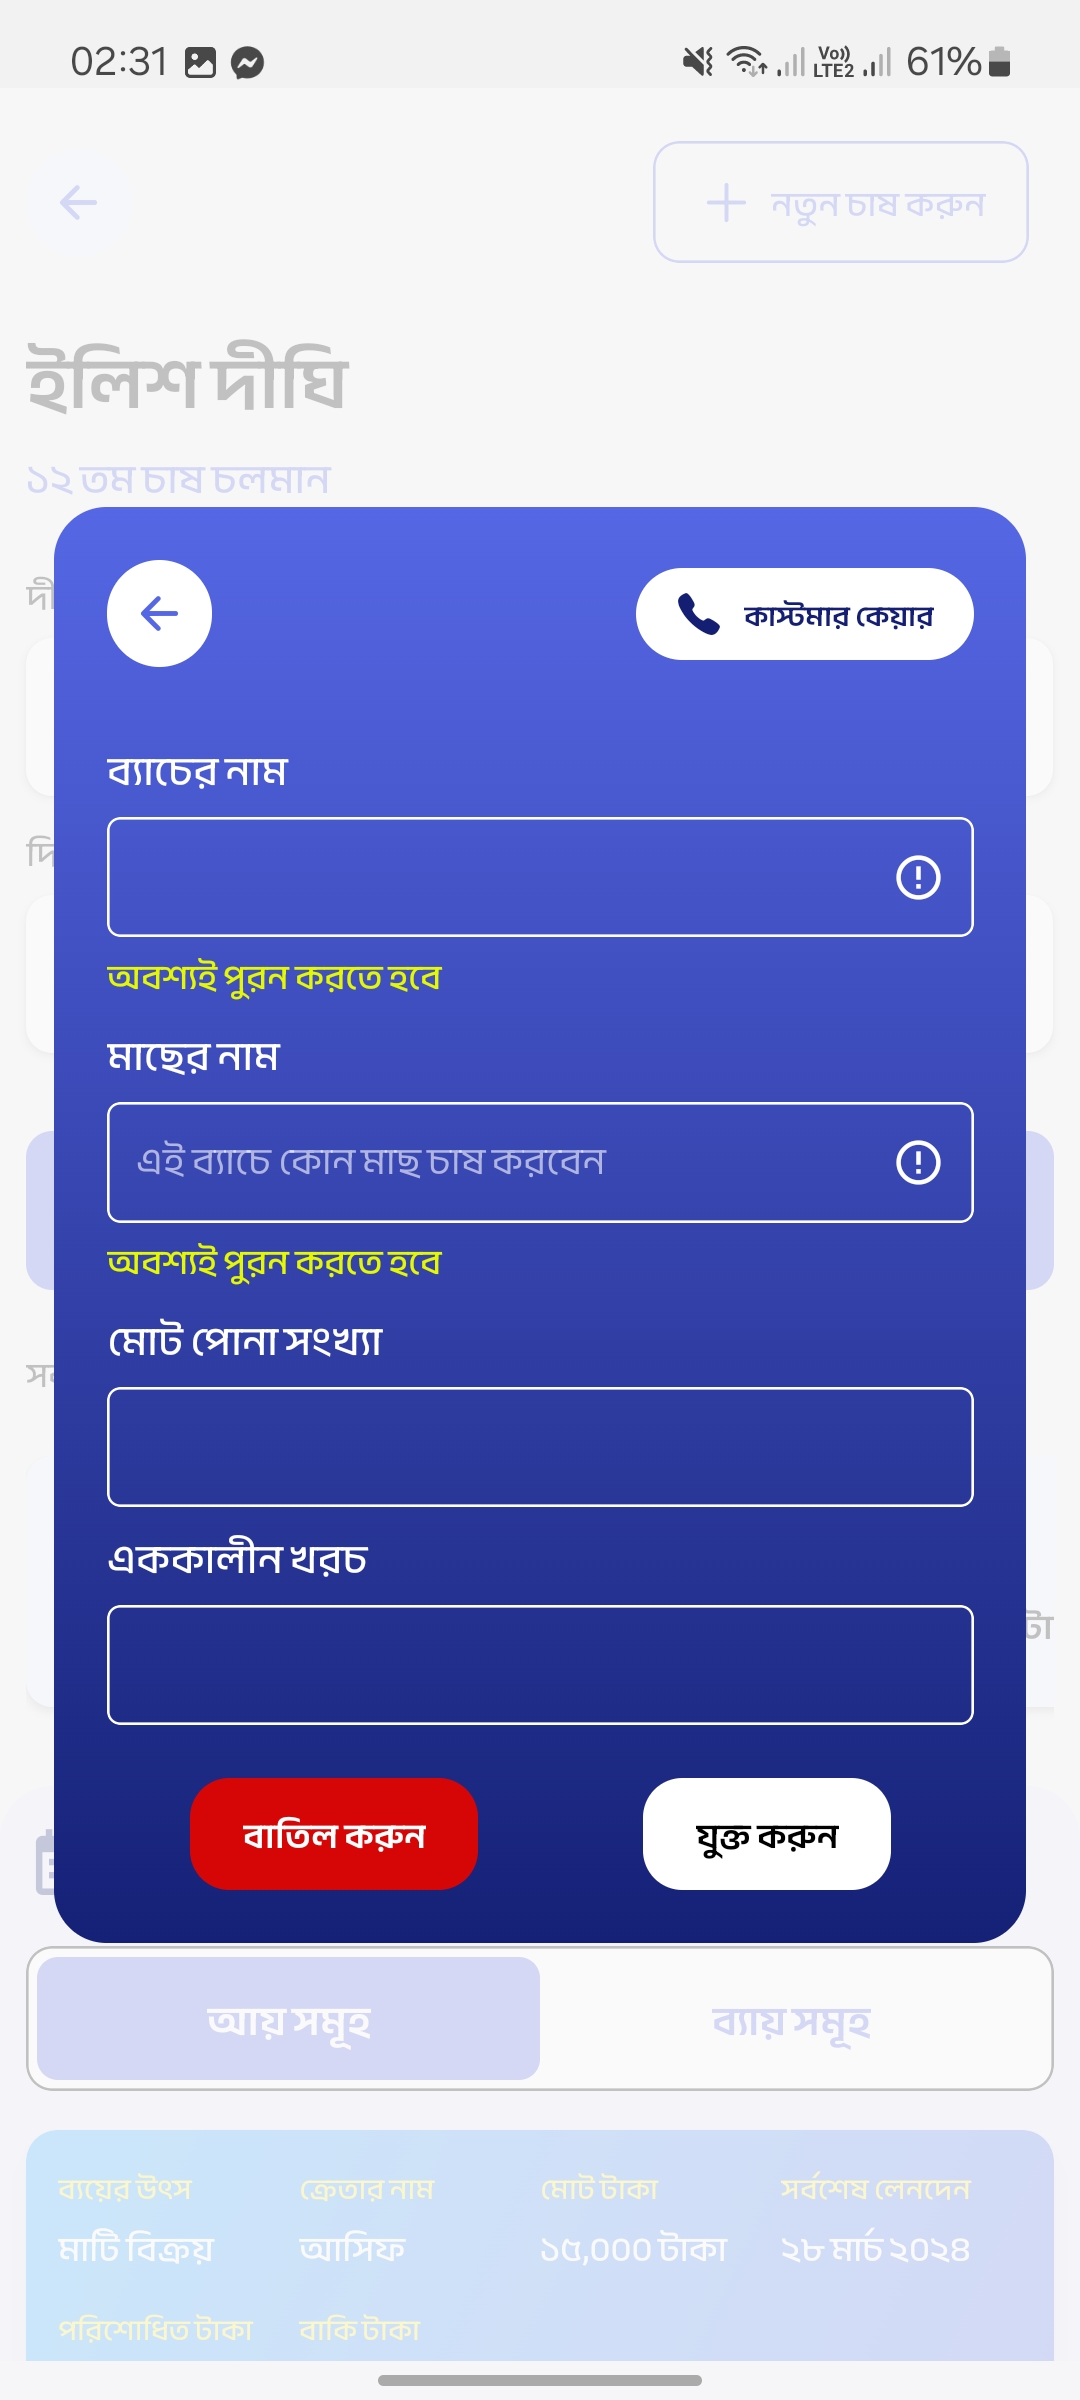 02:31
Vo)) LTE2 61%
নতুন চাষ করুন
ইলিশ দীঘি
১২ তম চাষ চলমান
কাস্টমার কেয়ার
ব্যাচের নাম
অবশ্যই পুরন করতে হবে
মাছের নাম
এই ব্যাচে কোন মাছ চাষ করবেন
অবশ্যই পুরন করতে হবে
মোট পোনা সংখ্যা
এককালীন খরচ
টা
বাতিল করুন
যুক্ত করুন
আয় সমূহ
ব্যায় সমূহ
ব্যয়ের উৎস ক্রেতার নাম মোট টাকা সর্বশেষ লেনদেন
মাটি বিক্রয় আসিফ ১৫,০০০ টাকা ২৮ মার্চ ২০২৪
পরিশোধিত টাকা বাকি টাকা